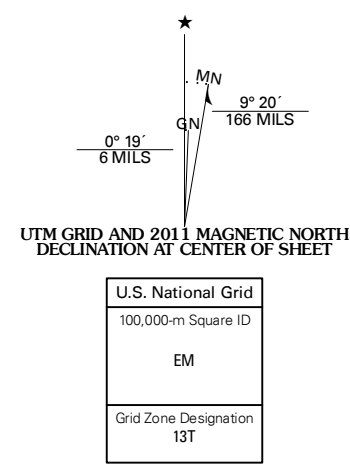 ★
MN
9° 20´
166 MILS
GN
0° 19´
6 MILS
UTM GRID AND 2011 MAGNETIC NORTH
DECLINATION AT CENTER OF SHEET
U.S. National Grid
100,000-m Square ID
EM
Grid Zone Designation
13T